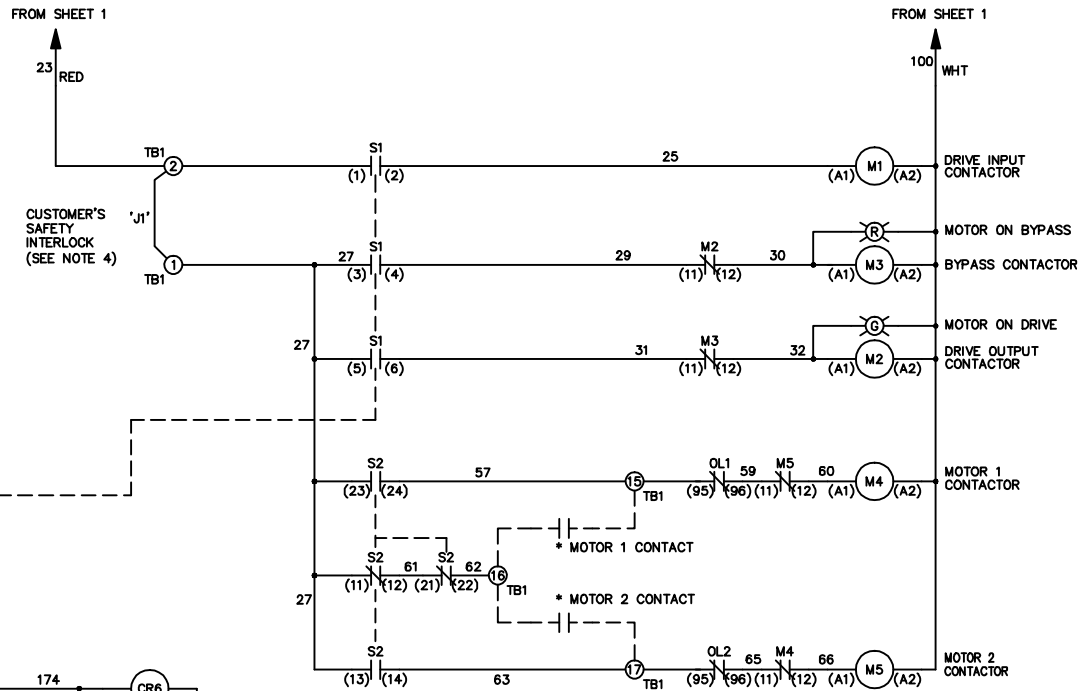 FROM SHEET 1
FROM SHEET 1
23
RED
100
WHT
TB1
2
S1
(1) (2)
25
M1
(A1) (A2)
DRIVE INPUT
CONTACTOR
CUSTOMER'S
SAFETY
INTERLOCK
(SEE NOTE 4)
'J1'
R
MOTOR ON BYPASS
1
TB1
27
S1
(3) (4)
29
M2
(11) (12)
30
M3
(A1) (A2)
BYPASS CONTACTOR
G
MOTOR ON DRIVE
27
S1
(5) (6)
31
M3
(11) (12)
32
M2
(A1) (A2)
DRIVE OUTPUT
CONTACTOR
S2
(23) (24)
57
15
TB1
OL1
(95) (96)
59
M5
(11) (12)
60
M4
(A1) (A2)
MOTOR 1
CONTACTOR
* MOTOR 1 CONTACT
S2
(11) (12)
61
S2
(21) (22)
62
16
TB1
27
* MOTOR 2 CONTACT
S2
(13) (14)
63
17
TB1
OL2
(95) (96)
65
M4
(11) (12)
66
M5
(A1) (A2)
MOTOR 2
CONTACTOR
174
CR6